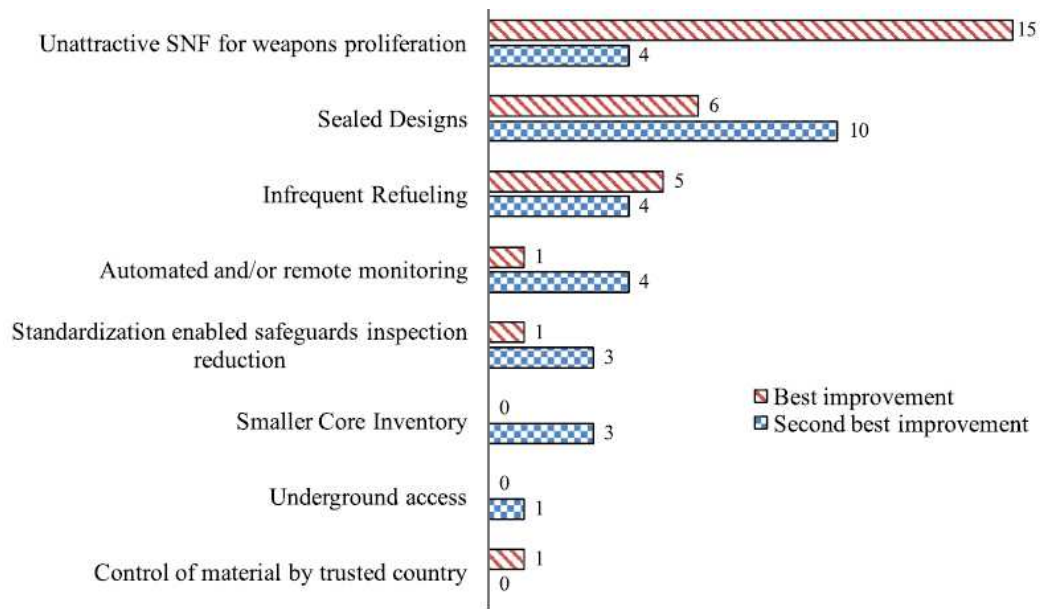 Unattractive SNF for weapons proliferation
15
4
Sealed Designs
6
10
Infrequent Refueling
5
4
Automated and/or remote monitoring
1
4
Standardization enabled safeguards inspection
reduction
1
3
Smaller Core Inventory
0
3
Best improvement
Second best improvement
Underground access
0
1
Control of material by trusted country
1
0